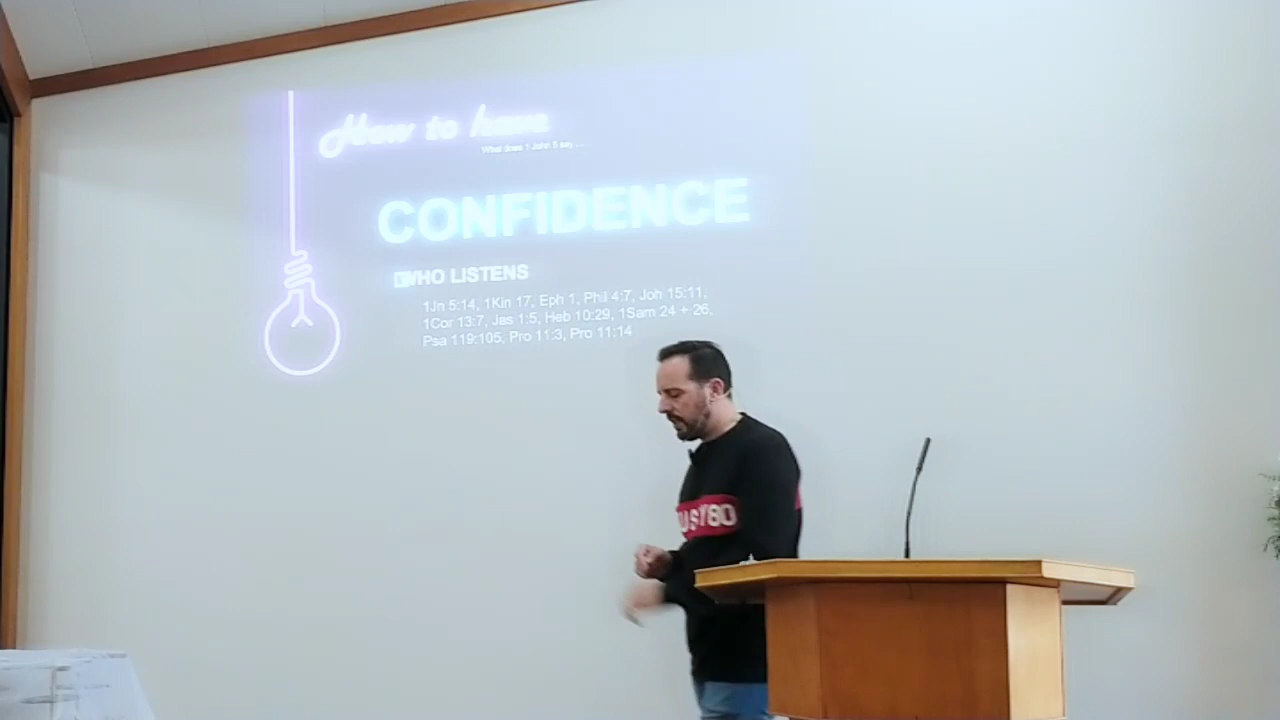 How to have
What does 1 John 5 say ...
CONFIDENCE
WHO LISTENS
1Jn 5:14, 1Kin 17, Eph 1, Phil 4:7, Joh 15:11,
1Cor 13:7, Jas 1:5, Heb 10:29, 1Sam 24 + 26,
Psa 119:105, Pro 11:3, Pro 11:14